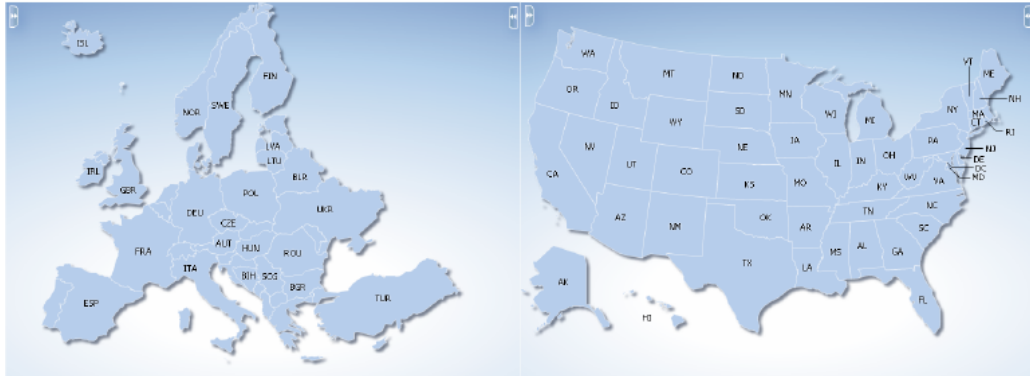 ISL
FIN
NOR
SWE
LVA
LTU
IRL
GBR
BLR
POL
DEU
UKR
CZE
FRA
AUT
HUN
ROU
ITA
BIH
SOS
BGR
ESP
TUR
WA
MT
ND
MN
VT
ME
OR
ID
SD
WI
MI
NY
NH
MA
CT
RI
WY
NV
UT
CO
NE
IA
IL
IN
OH
PA
NJ
DE
DC
MD
CA
KS
MO
KY
WV
VA
AZ
NM
OK
AR
TN
NC
SC
TX
LA
MS
AL
GA
AK
HI
FL